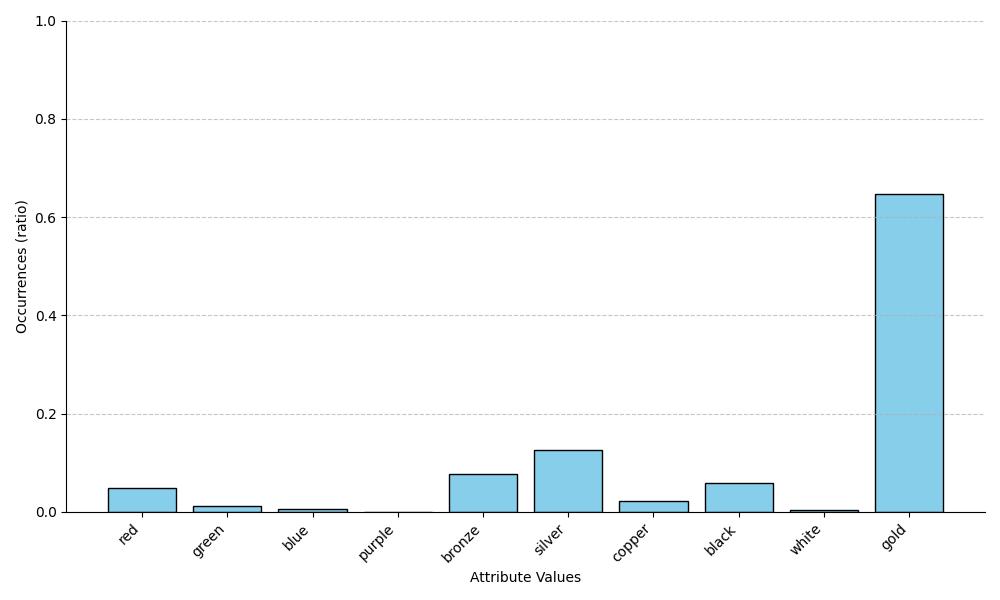 1.0
0.8
0.6
0.4
0.2
0.0
Occurrences (ratio)
red
green
blue
purple
bronze
silver
copper
black
white
gold
Attribute Values